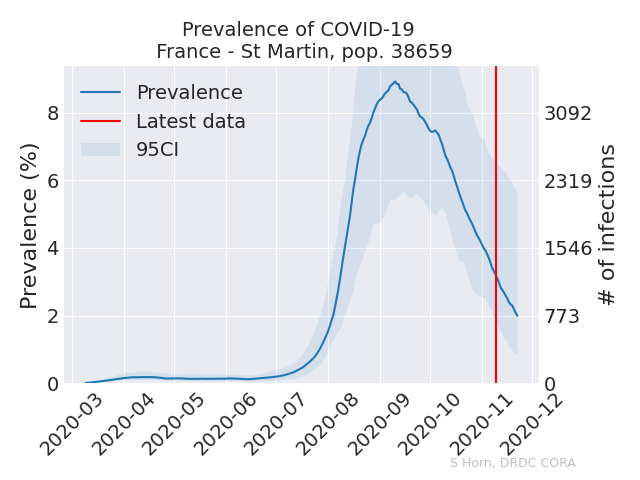 Prevalence of COVID-19
France - St Martin, pop. 38659
Prevalence
Latest data
95CI
Prevalence (%)
8
6
4
2
0
3092
2319
1546
773
0
# of infections
2020-03
2020-04
2020-05
2020-06
2020-07
2020-08
2020-09
2020-10
2020-11
2020-12
S Horn, DRDC CORA